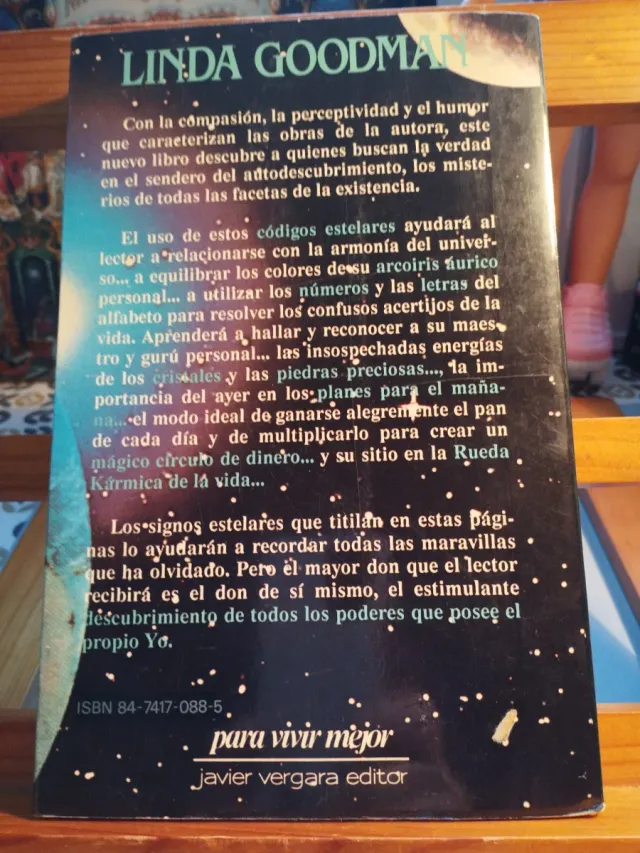 LINDA GOODMAN
Con la compasión, la perceptividad y el humor
que caracterizan las obras de la autora, este
nuevo libro descubre a quienes buscan la verdad
en el sendero del autodescubrimiento, los miste-
rios de todas las facetas de la existencia.
El uso de estos códigos estelares ayudará al
lector a relacionarse con la armonía del univer-
so... a equilibrar los colores de su arcoiris áurico
personal... a utilizar los números y las letras del
alfabeto para resolver los confusos acertijos de la
vida. Aprenderá a hallar y reconocer a su maes-
tro y gurú personal... las insospechadas energías
de los cristales y las piedras preciosas..., la im-
portancia del ayer en los planes para el maña-
na... el modo ideal de ganarse alegremente el pan
de cada día y de multiplicarlo para crear un
mágico círculo de dinero... y su sitio en la Rueda
Kármica de la vida...
Los signos estelares que titilan en estas pági-
nas lo ayudarán a recordar todas las maravillas
que ha olvidado. Pero el mayor don que el lector
recibirá es el don de sí mismo, el estimulante
descubrimiento de todos los poderes que posee el
propio Yo.
ISBN 84-7417-088-5
para vivir mejor
javier vergara editor